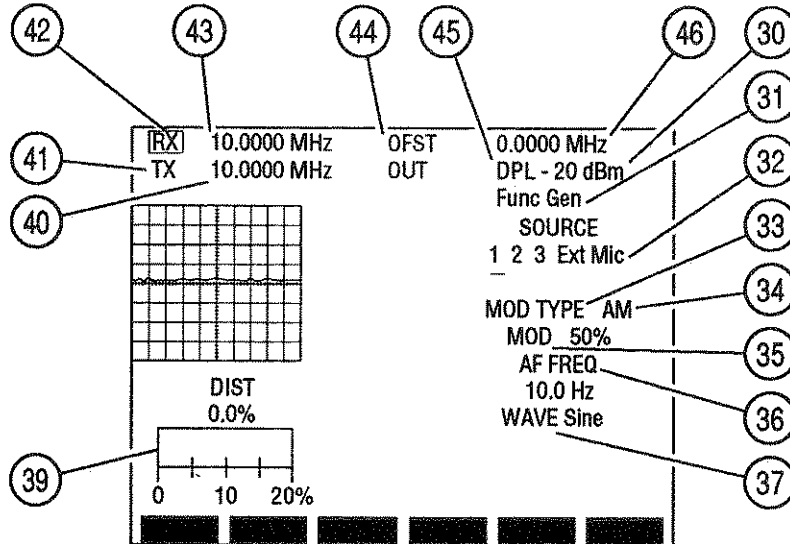 42 43 44 45 46 30
31
41 RX 10.0000 MHz OFST 0.0000 MHz
TX 10.0000 MHz OUT DPL - 20 dBm
32
40 Func Gen
SOURCE
33
1 2 3 Ext Mic
34
MOD TYPE AM
MOD 50%
35
AF FREQ
10.0 Hz
36
DIST
0.0%
WAVE Sine
39
37
0 10 20%